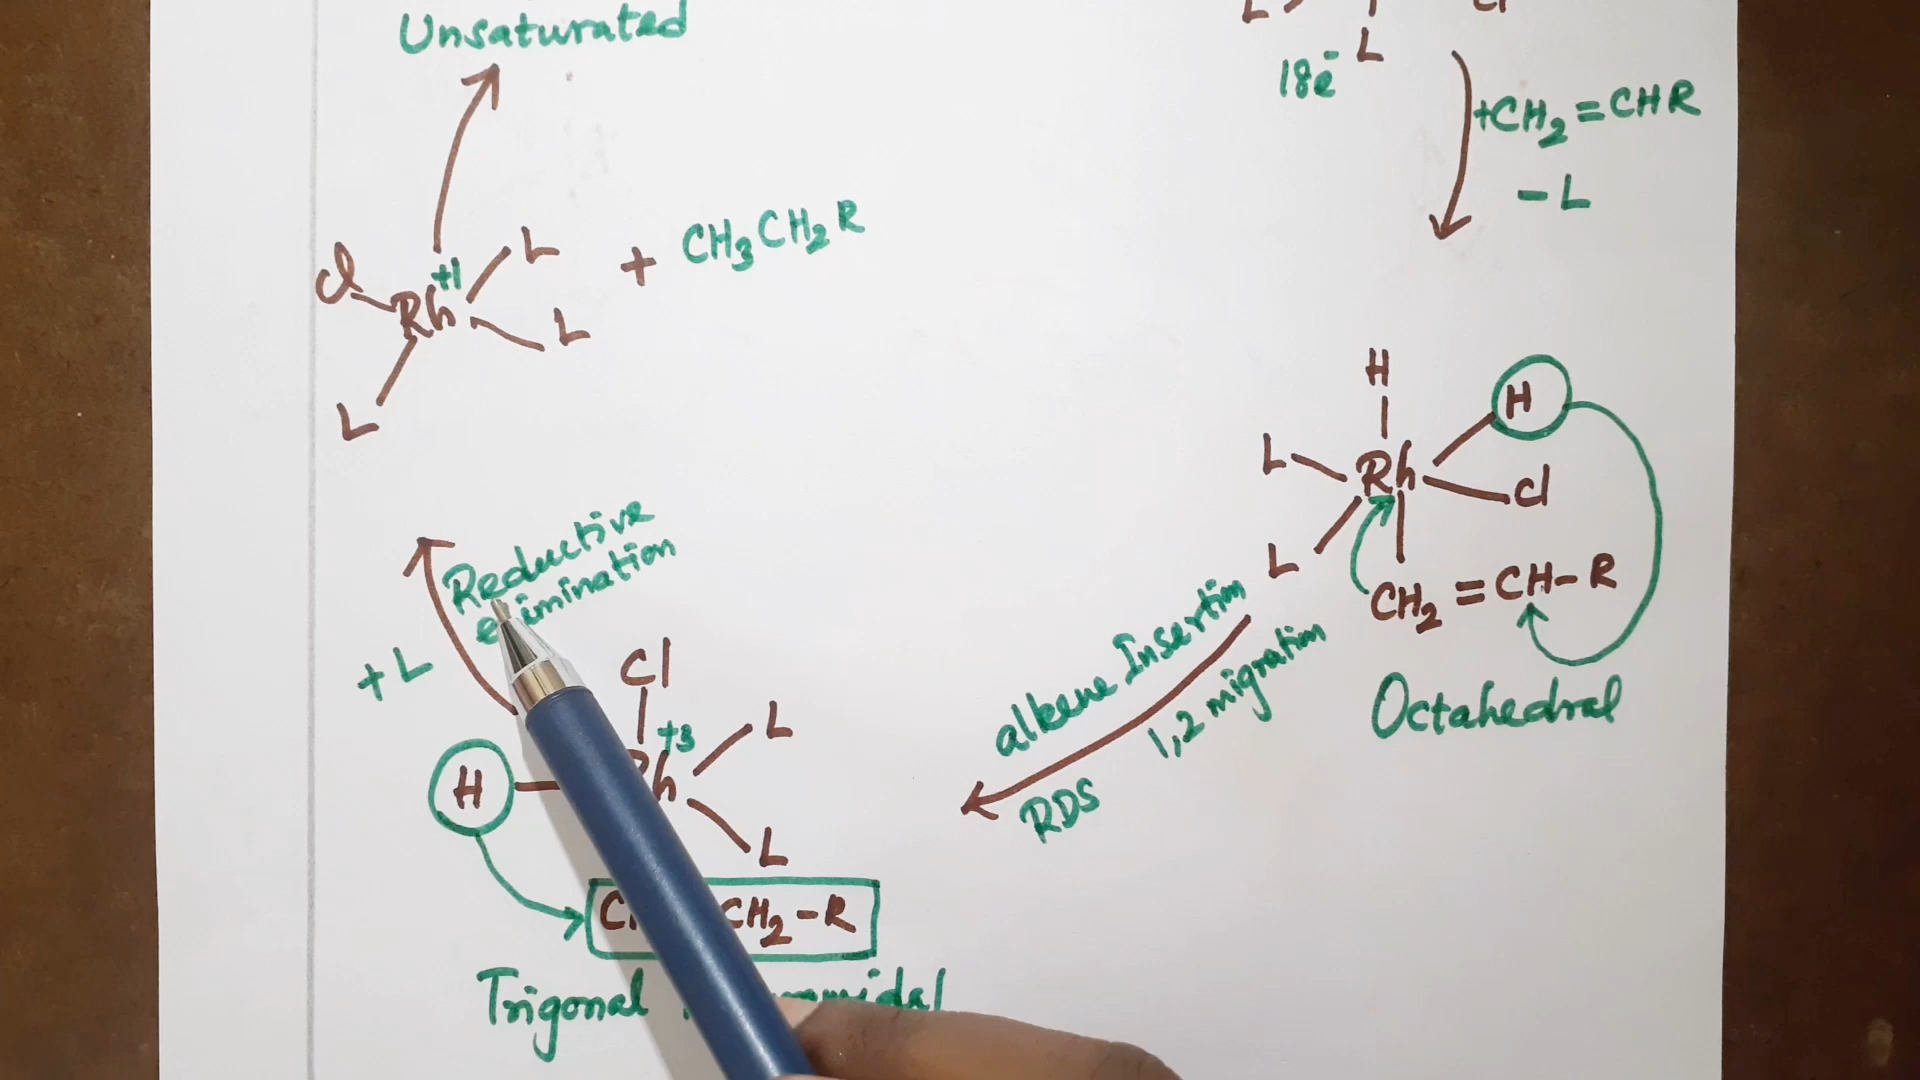 Unsaturated
L
Cl
L
18e⁻
+CH₂=CHR
-L
Cl
+1
Rh
L
L
L
+ CH₃CH₂R
H
H
L
Rh
Cl
L
CH₂=CH-R
Octahedral
alkene Insertion
1,2 migration
RDS
Reductive
elimination
+L
Cl
+3
L
H
L
CH₂-R
Trigonal